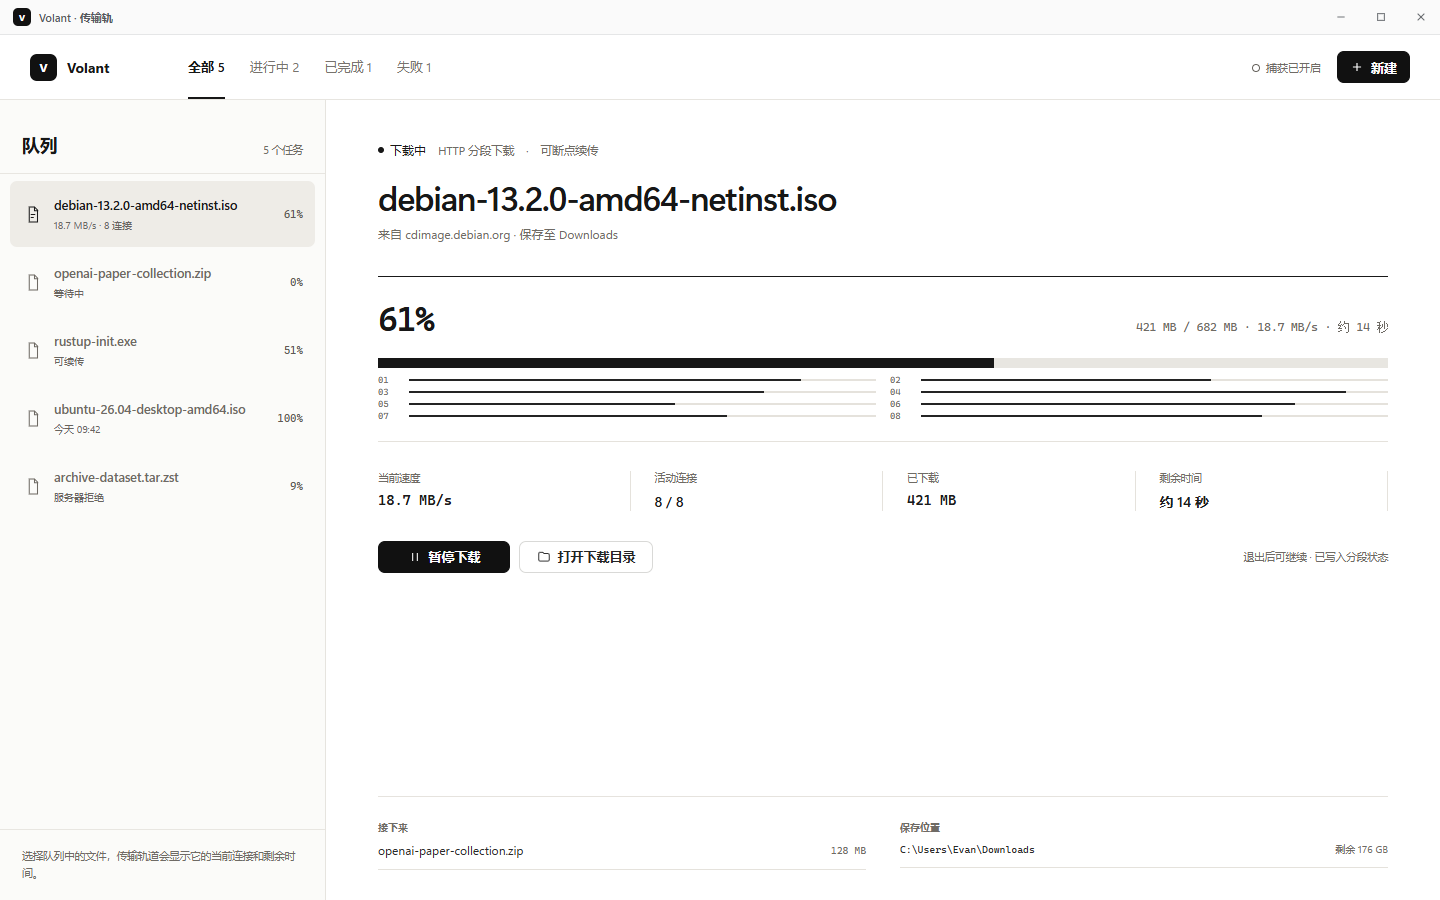 v Volant · 传输轨
v Volant 全部 5 进行中 2 已完成 1 失败 1 捕获已开启 + 新建
队列 5 个任务
debian-13.2.0-amd64-netinst.iso 61%
18.7 MB/s · 8 连接
openai-paper-collection.zip 0%
等待中
rustup-init.exe 51%
可续传
ubuntu-26.04-desktop-amd64.iso 100%
今天 09:42
archive-dataset.tar.zst 9%
服务器拒绝
选择队列中的文件，传输轨道会显示它的当前连接和剩余时
间。
下载中 HTTP 分段下载 · 可断点续传
debian-13.2.0-amd64-netinst.iso
来自 cdimage.debian.org · 保存至 Downloads
61% 421 MB / 682 MB · 18.7 MB/s · 约 14 秒
01 02
03 04
05 06
07 08
当前速度 活动连接 已下载 剩余时间
18.7 MB/s 8 / 8 421 MB 约 14 秒
暂停下载 打开下载目录 退出后可继续 · 已写入分段状态
接下来 保存位置
openai-paper-collection.zip 128 MB C:\Users\Evan\Downloads 剩余 176 GB